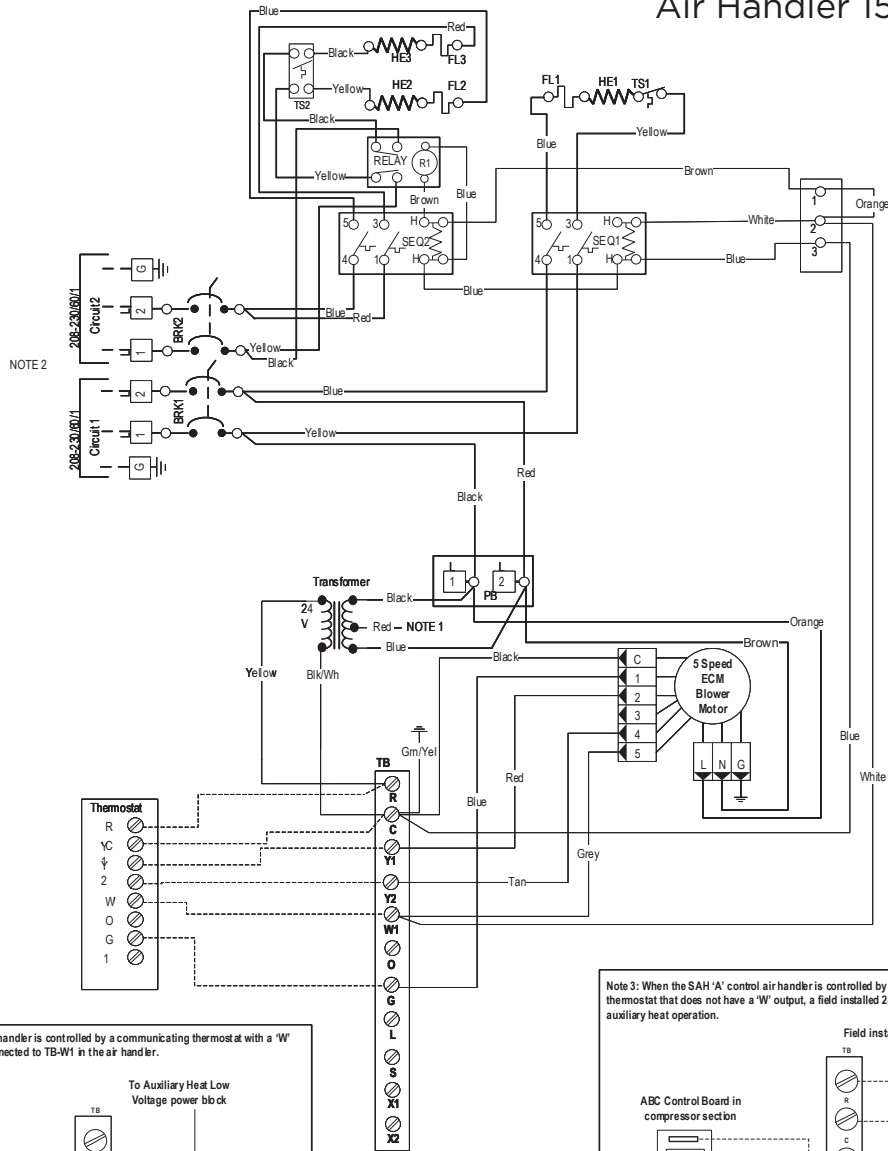 Air Handler 15
Blue
Red
Black
HE3
FL3
Yellow
HE2
FL2
TS2
Black
FL1
HE1
TS1
Yellow
Blue
RELAY
R1
Yellow
Brown
Blue
Brown
Orange
White
Blue
1
2
3
5
3
H
SEQ2
4
1
H
5
3
H
SEQ1
4
1
H
Blue
G
208-230/60/1
Circuit 2
2
1
BRK2
Blue
Red
Yellow
Black
NOTE 2
208-230/60/1
Circuit 1
2
1
G
BRK1
Blue
Yellow
Black
Red
L
1
L
2
PB
Transformer
24
V
Black
Red – NOTE 1
Blue
Yellow
Blk/Wh
Orange
Brown
Black
C
1
2
3
4
5
5 Speed
ECM
Blower
Motor
L N G
Blue
White
Grn/Yel
Red
Blue
Grey
Tan
TB
R
C
Y1
Y2
W1
O
G
L
S
X1
X2
Thermostat
R
C
Y
1
Y
2
W
O
G
1
handler is controlled by a communicating thermostat with a ‘W’
nected to TB-W1 in the air handler.
To Auxiliary Heat Low
Voltage power block
TB
Note 3: When the SAH ‘A’ control air handler is controlled by
thermostat that does not have a ‘W’ output, a field installed 2
auxiliary heat operation.
Field insta
TB
R
C
ABC Control Board in
compressor section